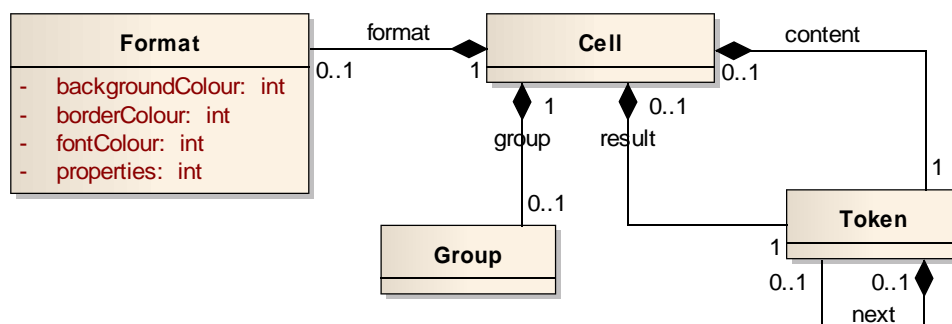 format
content
Format
Cell
0..1
1
0..1
- backgroundColour: int
- borderColour: int
- fontColour: int
- properties: int
1
0..1
group
result
1
0..1
Token
Group
1
0..1
0..1
next